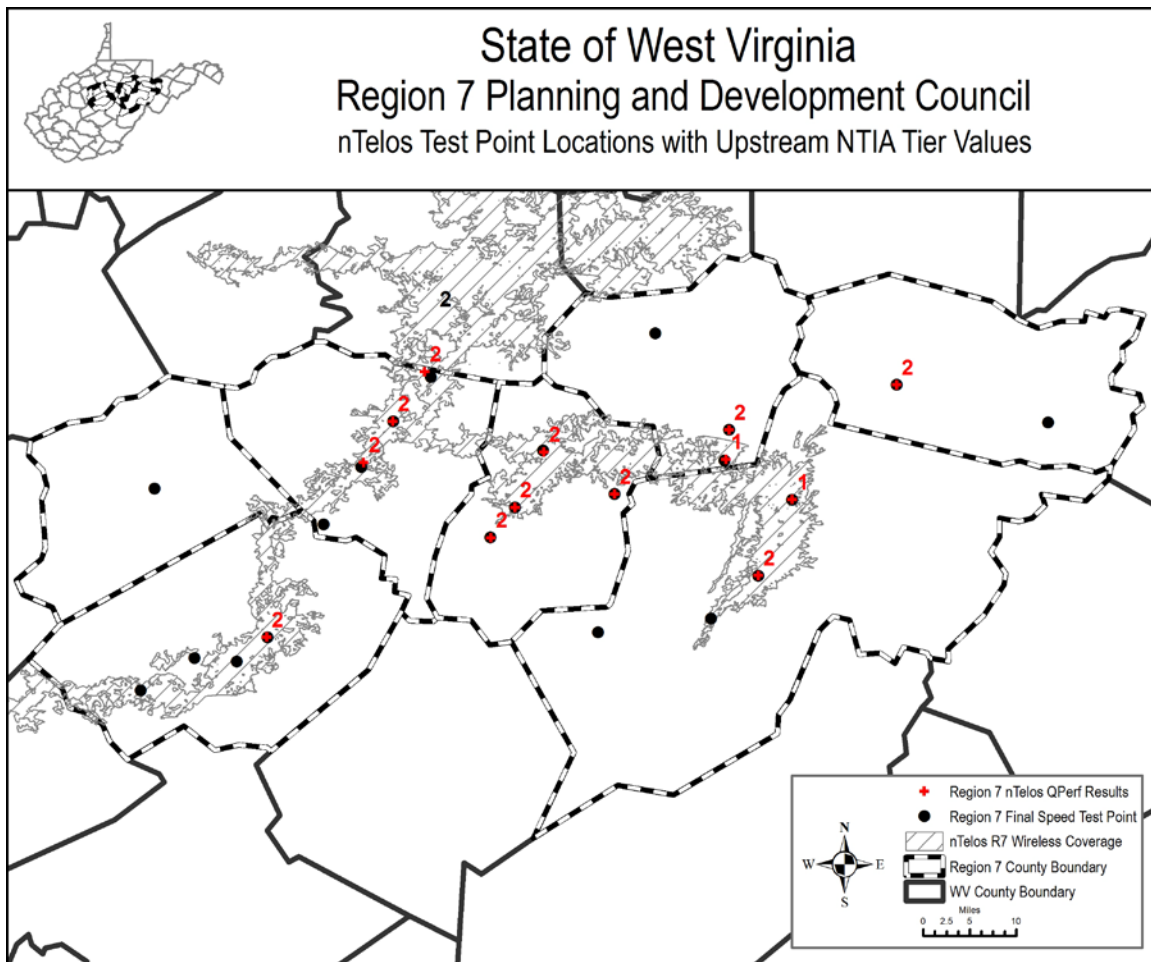 State of West Virginia
Region 7 Planning and Development Council
nTelos Test Point Locations with Upstream NTIA Tier Values
2
2
2
2
2
2
1
2
2
2
1
2
2
2
Region 7 nTelos QPerf Results
Region 7 Final Speed Test Point
nTelos R7 Wireless Coverage
Region 7 County Boundary
WV County Boundary
N
W E
S
Miles
0 2.5 5 10